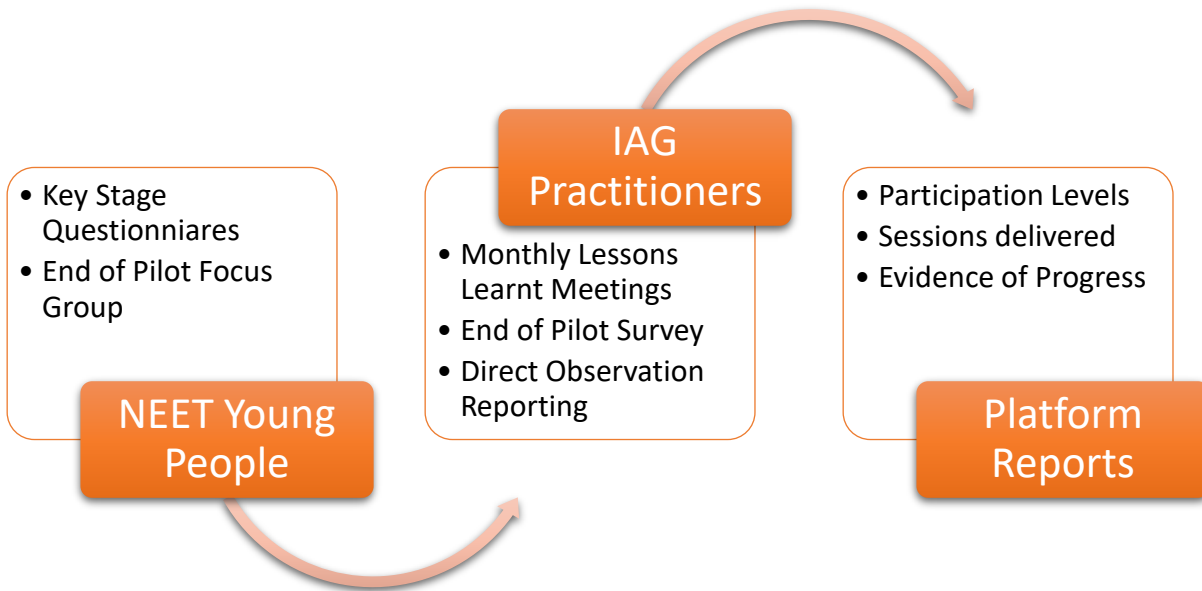 • Key Stage
Questionniares
• End of Pilot Focus
Group
NEET Young
People
IAG
Practitioners
• Monthly Lessons
Learnt Meetings
• End of Pilot Survey
• Direct Observation
Reporting
• Participation Levels
• Sessions delivered
• Evidence of Progress
Platform
Reports